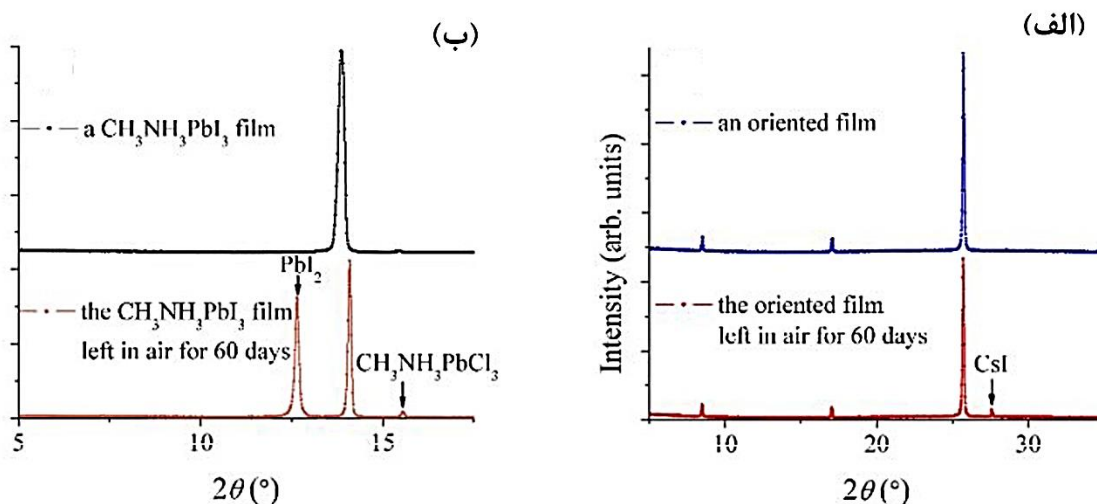 (ب)
a CH₃NH₃PbI₃ film
PbI₂
the CH₃NH₃PbI₃ film
left in air for 60 days
CH₃NH₃PbCl₃
5 10 15
2θ (°)
(الف)
Intensity (arb. units)
an oriented film
the oriented film
left in air for 60 days
CsI
10 20 30
2θ (°)